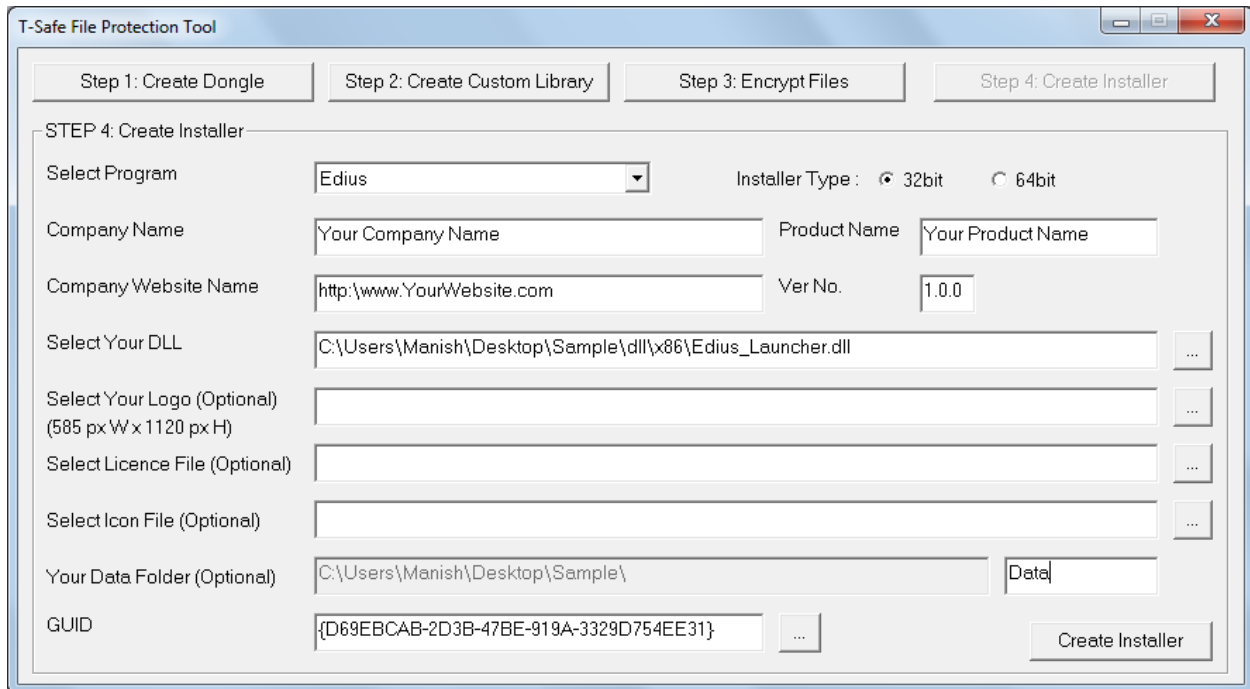 T-Safe File Protection Tool
Step 1: Create Dongle Step 2: Create Custom Library Step 3: Encrypt Files Step 4: Create Installer
STEP 4: Create Installer
Select Program Edius Installer Type : 32bit 64bit
Company Name Your Company Name Product Name Your Product Name
Company Website Name http:\www.YourWebsite.com Ver No. 1.0.0
Select Your DLL C:\Users\Manish\Desktop\Sample\dll\x86\Edius_Launcher.dll ...
Select Your Logo (Optional) ...
(585 px W x 1120 px H)
Select Licence File (Optional) ...
Select Icon File (Optional) ...
Your Data Folder (Optional) C:\Users\Manish\Desktop\Sample\ Data
GUID {D69EBCAB-2D3B-47BE-919A-3329D754EE31} ...
Create Installer